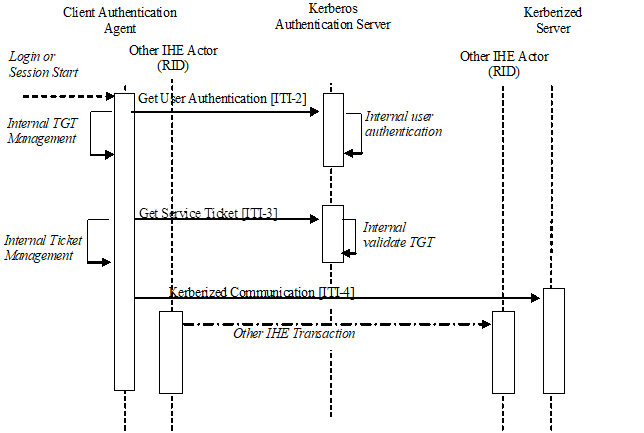 Client Authentication
Agent
Other IHE Actor
(RID)
Kerberos
Authentication Server
Other IHE Actor
(RID)
Kerberized
Server
Login or
Session Start
Get User Authentication [ITI-2]
Internal TGT
Management
Internal user
authentication
Get Service Ticket [ITI-3]
Internal Ticket
Management
Internal
validate TGT
Kerberized Communication [ITI-4]
Other IHE Transaction